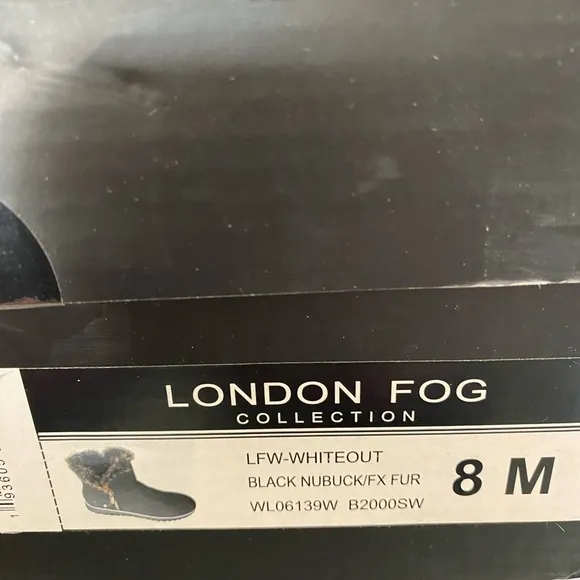 LONDON FOG
COLLECTION
LFW-WHITEOUT
BLACK NUBUCK/FX FUR
WL06139W B2000SW
8 M